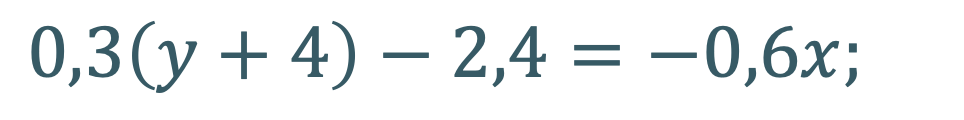 0,3(y + 4) − 2,4 = −0,6x;